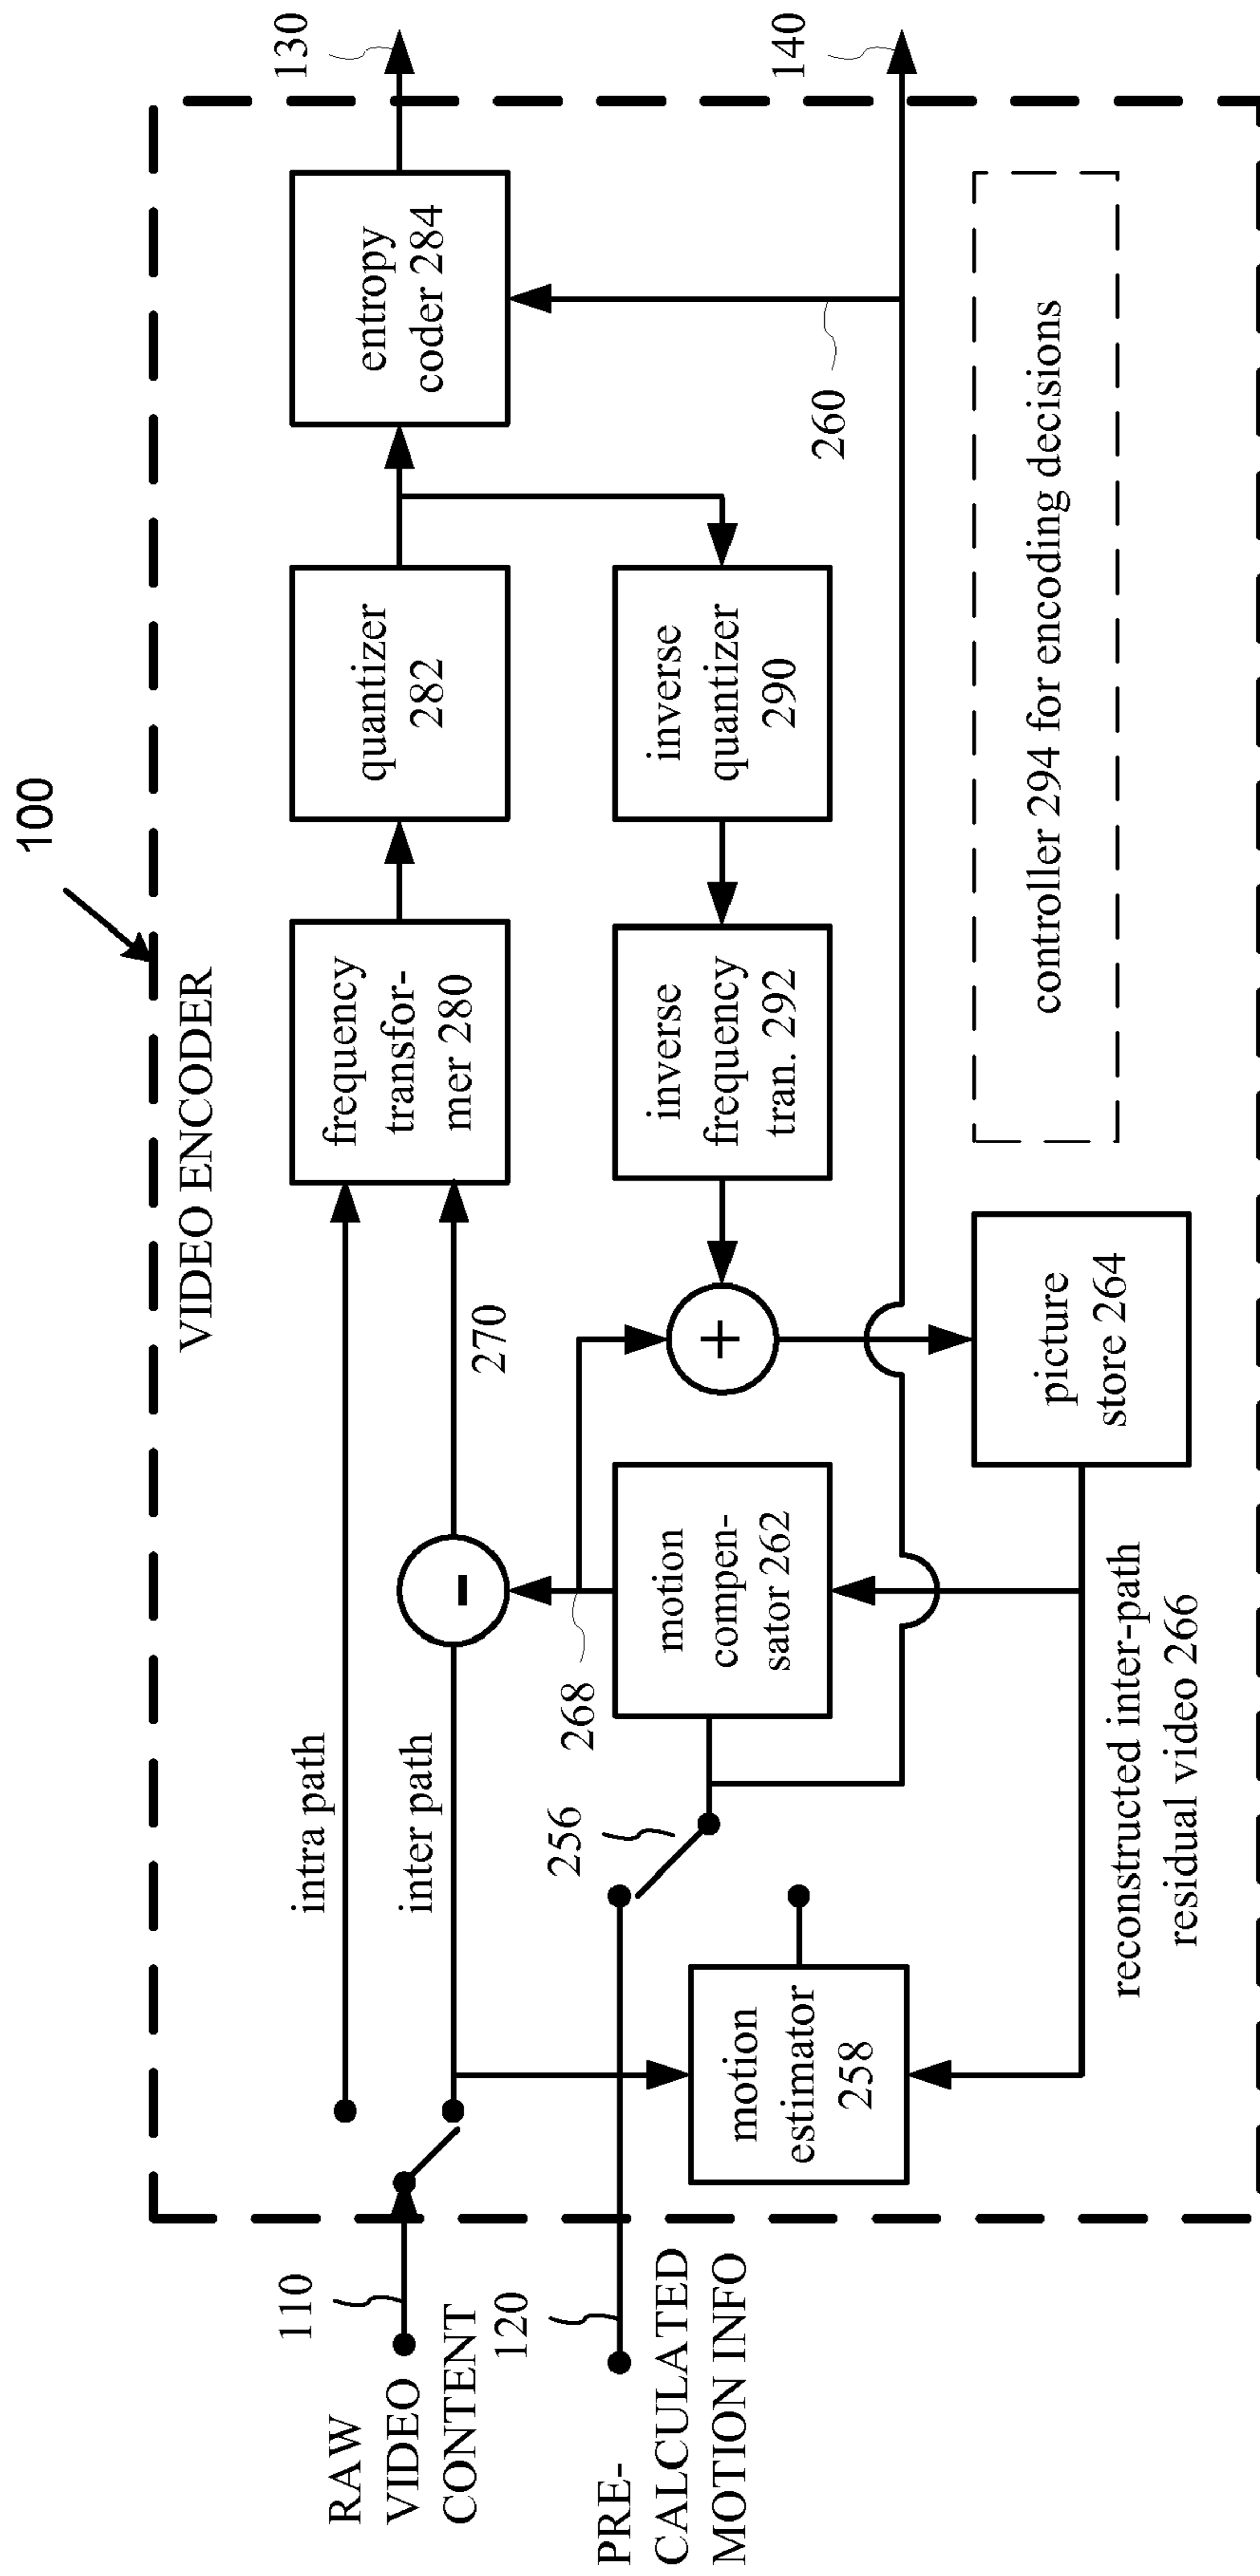 100
VIDEO ENCODER
RAW
VIDEO
CONTENT
110
intra path
inter path
270
frequency
transfor-
mer 280
quantizer
282
entropy
coder 284
130
PRE-
CALCULATED
MOTION INFO
120
256
268
motion
estimator
258
motion
compen-
sator 262
+
-
inverse
frequency
tran. 292
inverse
quantizer
290
260
140
picture
store 264
reconstructed inter-path
residual video 266
controller 294 for encoding decisions